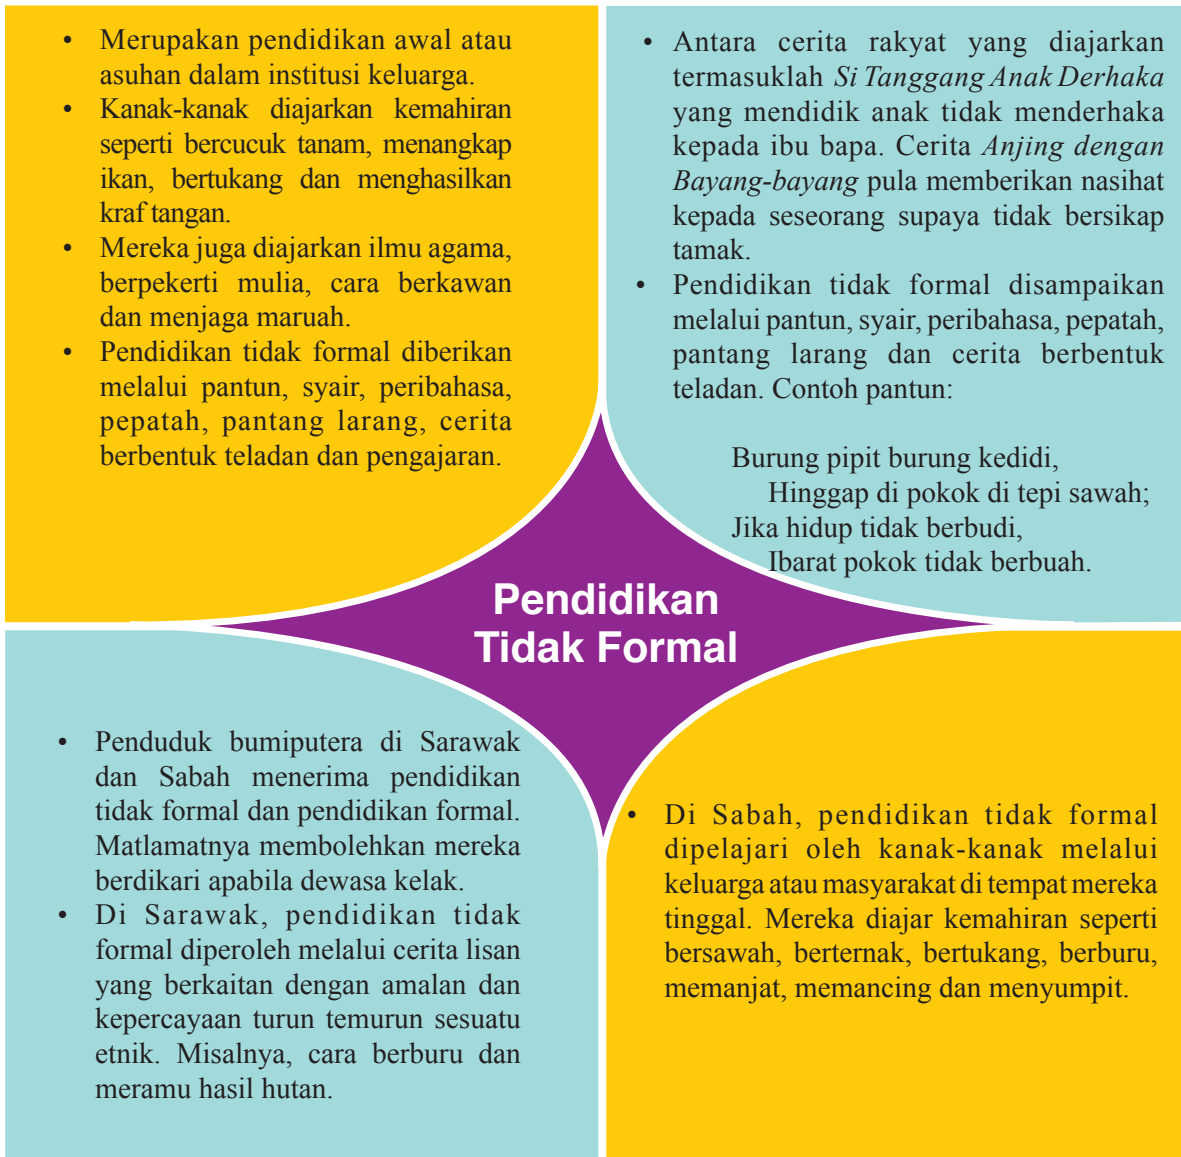 • Merupakan pendidikan awal atau
asuhan dalam institusi keluarga.
• Kanak-kanak diajarkan kemahiran
seperti bercucuk tanam, menangkap
ikan, bertukang dan menghasilkan
kraf tangan.
• Mereka juga diajarkan ilmu agama,
berpekerti mulia, cara berkawan
dan menjaga maruah.
• Pendidikan tidak formal diberikan
melalui pantun, syair, peribahasa,
pepatah, pantang larang, cerita
berbentuk teladan dan pengajaran.
• Antara cerita rakyat yang diajarkan
termasuklah Si Tanggang Anak Derhaka
yang mendidik anak tidak menderhaka
kepada ibu bapa. Cerita Anjing dengan
Bayang-bayang pula memberikan nasihat
kepada seseorang supaya tidak bersikap
tamak.
• Pendidikan tidak formal disampaikan
melalui pantun, syair, peribahasa, pepatah,
pantang larang dan cerita berbentuk
teladan. Contoh pantun:
Burung pipit burung kedidi,
Hinggap di pokok di tepi sawah;
Jika hidup tidak berbudi,
Ibarat pokok tidak berbuah.
Pendidikan
Tidak Formal
• Penduduk bumiputera di Sarawak
dan Sabah menerima pendidikan
tidak formal dan pendidikan formal.
Matlamatnya membolehkan mereka
berdikari apabila dewasa kelak.
• Di Sarawak, pendidikan tidak
formal diperoleh melalui cerita lisan
yang berkaitan dengan amalan dan
kepercayaan turun temurun sesuatu
etnik. Misalnya, cara berburu dan
meramu hasil hutan.
• Di Sabah, pendidikan tidak formal
dipelajari oleh kanak-kanak melalui
keluarga atau masyarakat di tempat mereka
tinggal. Mereka diajar kemahiran seperti
bersawah, berternak, bertukang, berburu,
memanjat, memancing dan menyumpit.